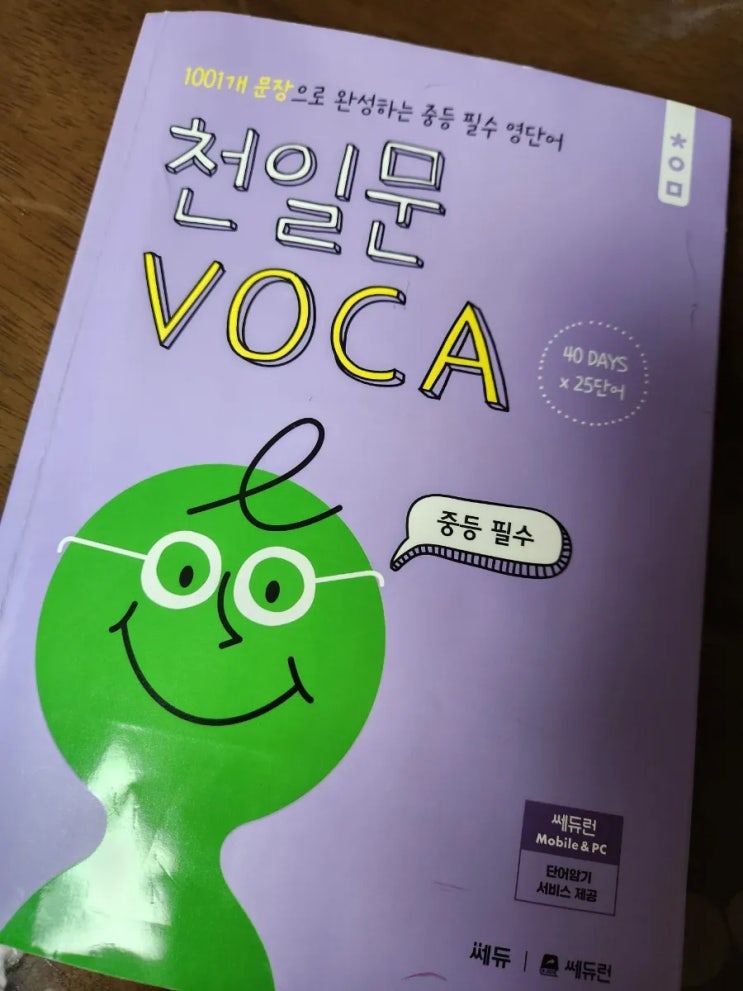 1001개 문장으로 완성하는 중등 필수 영단어
천일문
VOCA
40 DAYS
x 25단어
중등 필수
쎄듀런
Mobile & PC
단어암기
서비스 제공
쎄듀 | 쎄듀런